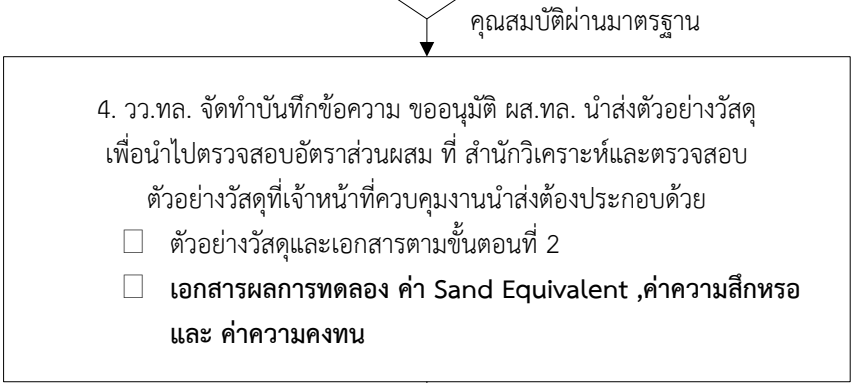 คุณสมบัติผ่านมาตรฐาน
4. วว.ทล. จัดทำบันทึกข้อความ ขออนุมัติ ผส.ทล. นำส่งตัวอย่างวัสดุ
เพื่อนำไปตรวจสอบอัตราส่วนผสม ที่ สำนักวิเคราะห์และตรวจสอบ
ตัวอย่างวัสดุที่เจ้าหน้าที่ควบคุมงานนำส่งต้องประกอบด้วย
☐ ตัวอย่างวัสดุและเอกสารตามขั้นตอนที่ 2
☐ เอกสารผลการทดลอง ค่า Sand Equivalent ,ค่าความสึกหรอ
และ ค่าความคงทน